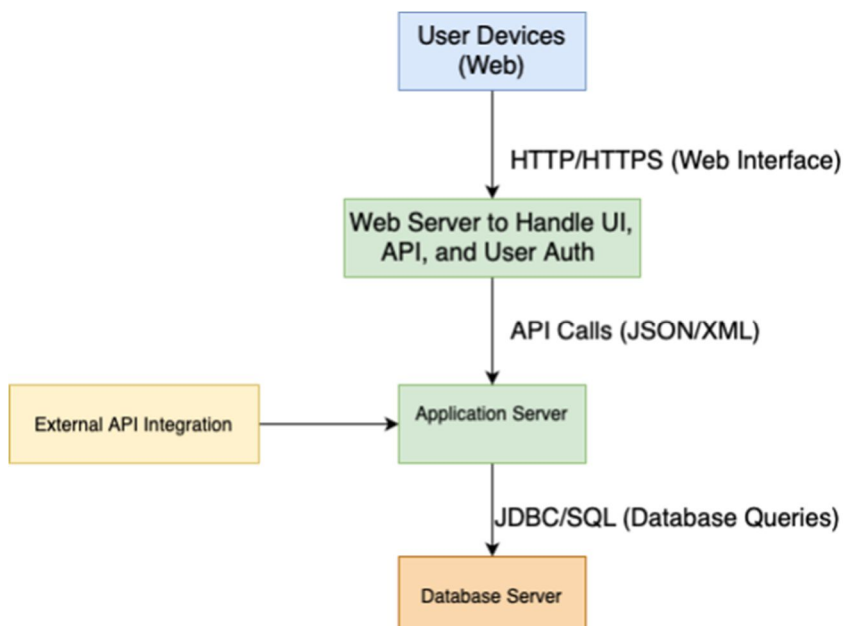 User Devices
(Web)
HTTP/HTTPS (Web Interface)
Web Server to Handle UI,
API, and User Auth
API Calls (JSON/XML)
External API Integration
Application Server
JDBC/SQL (Database Queries)
Database Server